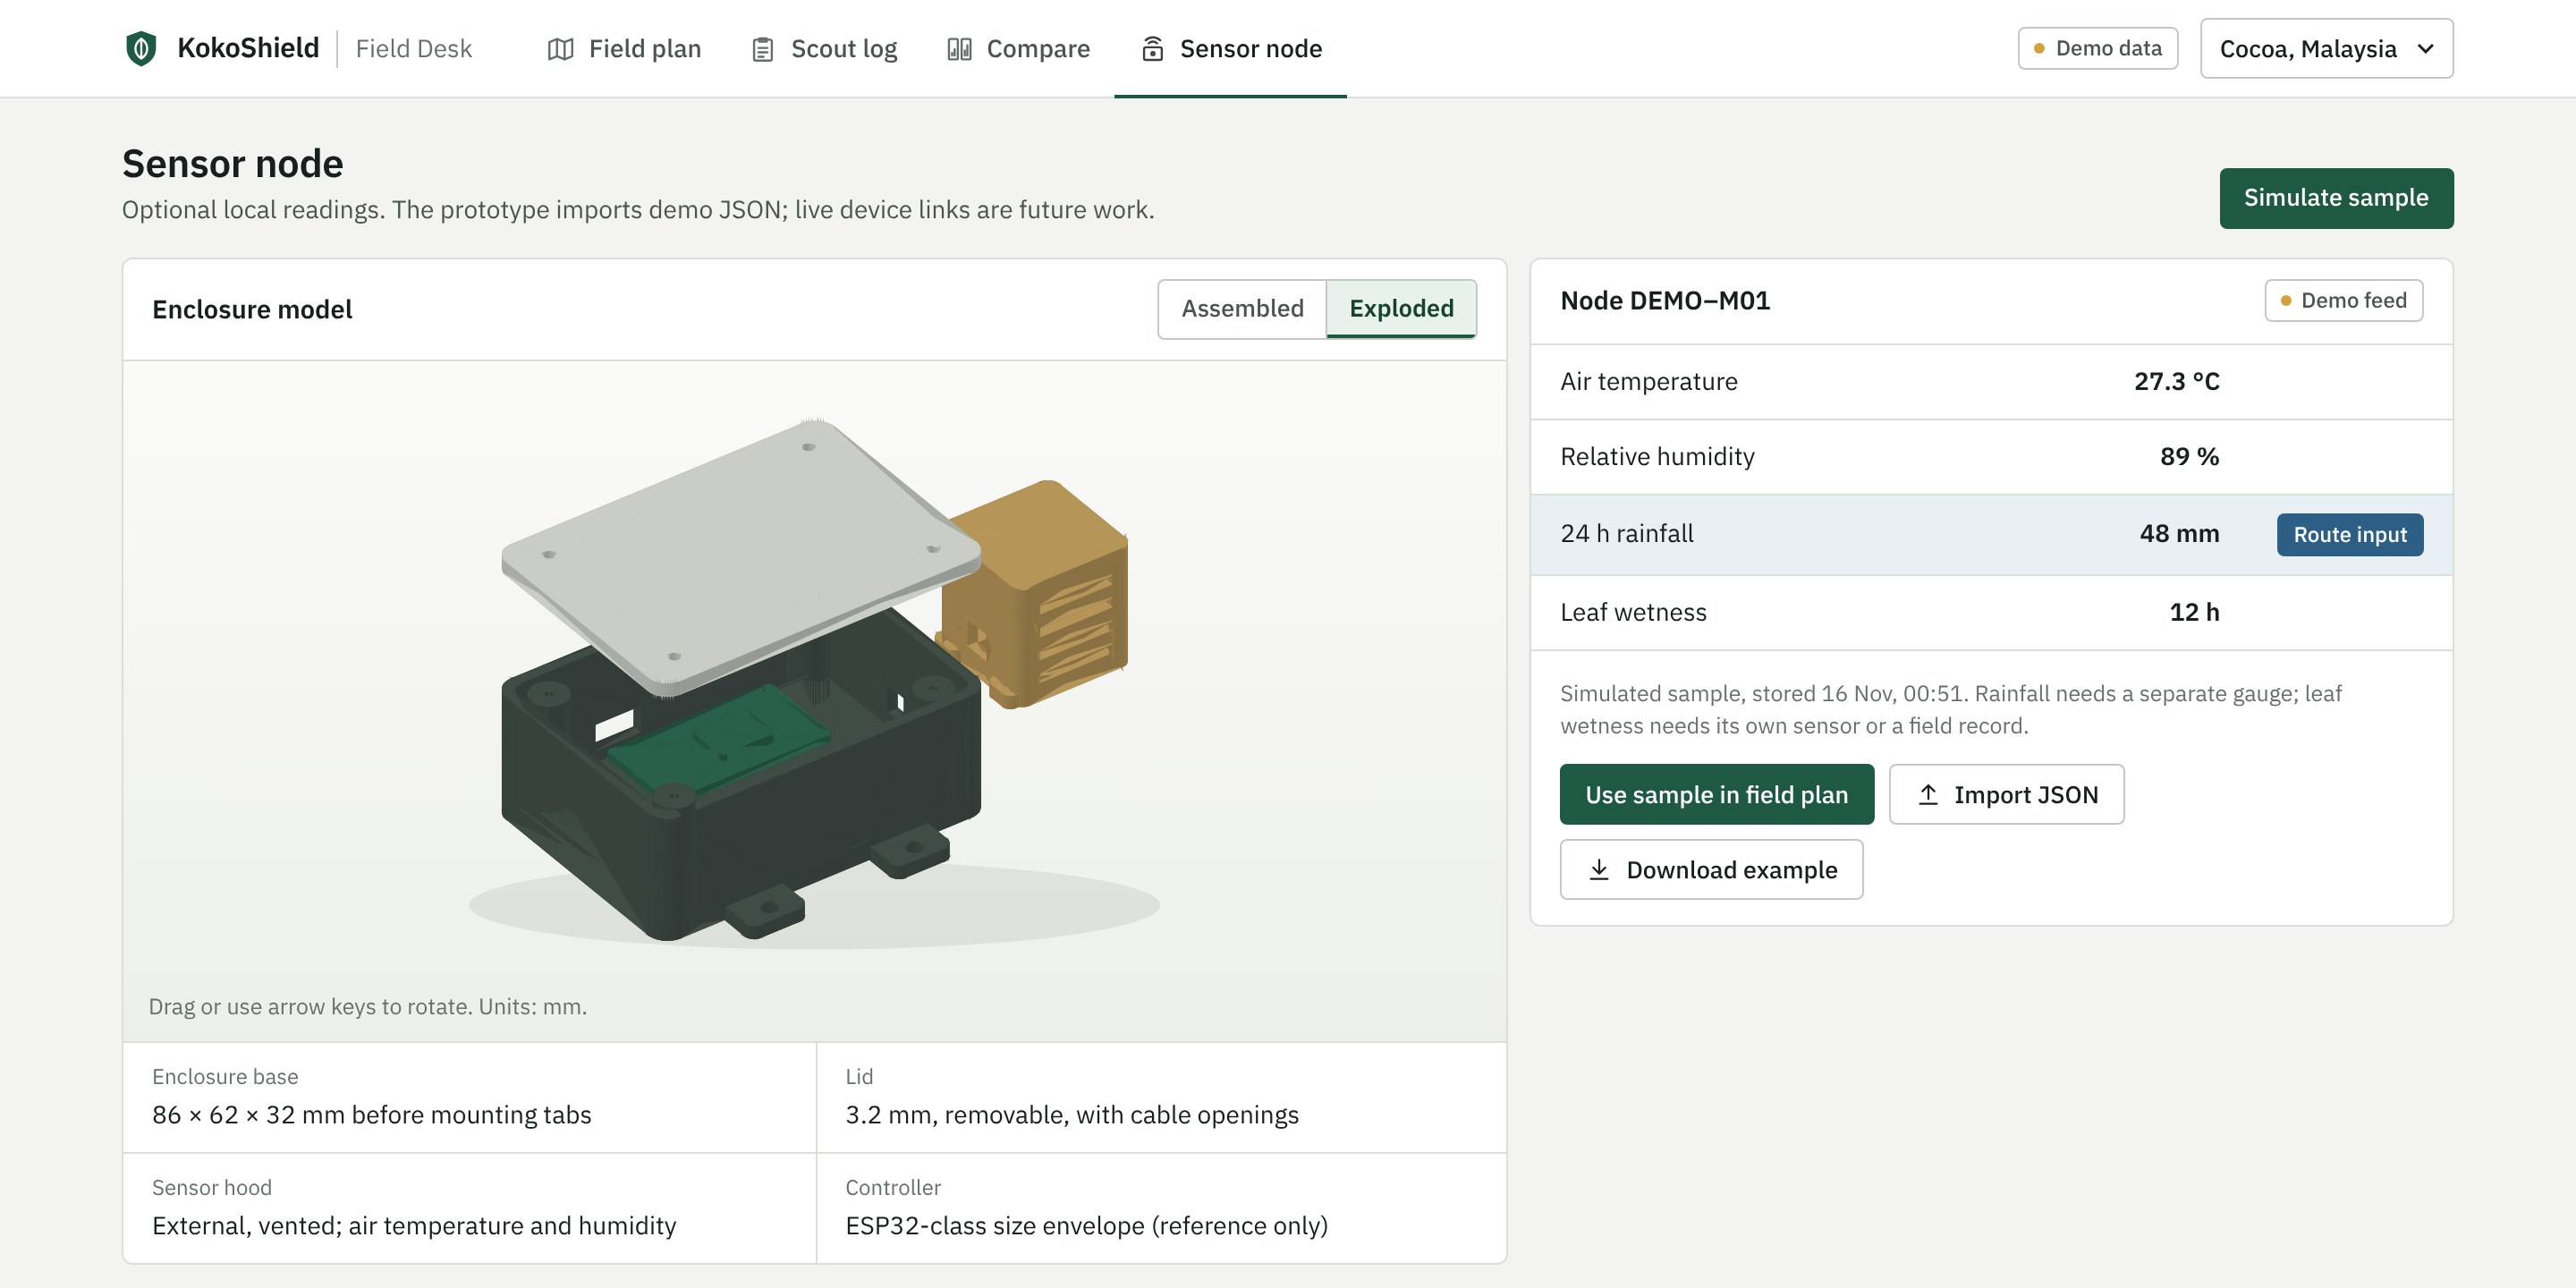 KokoShield
Field Desk
Field plan
Scout log
Compare
Sensor node
Demo data
Cocoa, Malaysia
Sensor node
Optional local readings. The prototype imports demo JSON; live device links are future work.
Simulate sample
Enclosure model
Assembled
Exploded
Drag or use arrow keys to rotate. Units: mm.
Enclosure base
86 × 62 × 32 mm before mounting tabs
Lid
3.2 mm, removable, with cable openings
Sensor hood
External, vented; air temperature and humidity
Controller
ESP32-class size envelope (reference only)
Node DEMO–M01
Demo feed
Air temperature 27.3 °C
Relative humidity 89 %
24 h rainfall 48 mm Route input
Leaf wetness 12 h
Simulated sample, stored 16 Nov, 00:51. Rainfall needs a separate gauge; leaf
wetness needs its own sensor or a field record.
Use sample in field plan
Import JSON
Download example